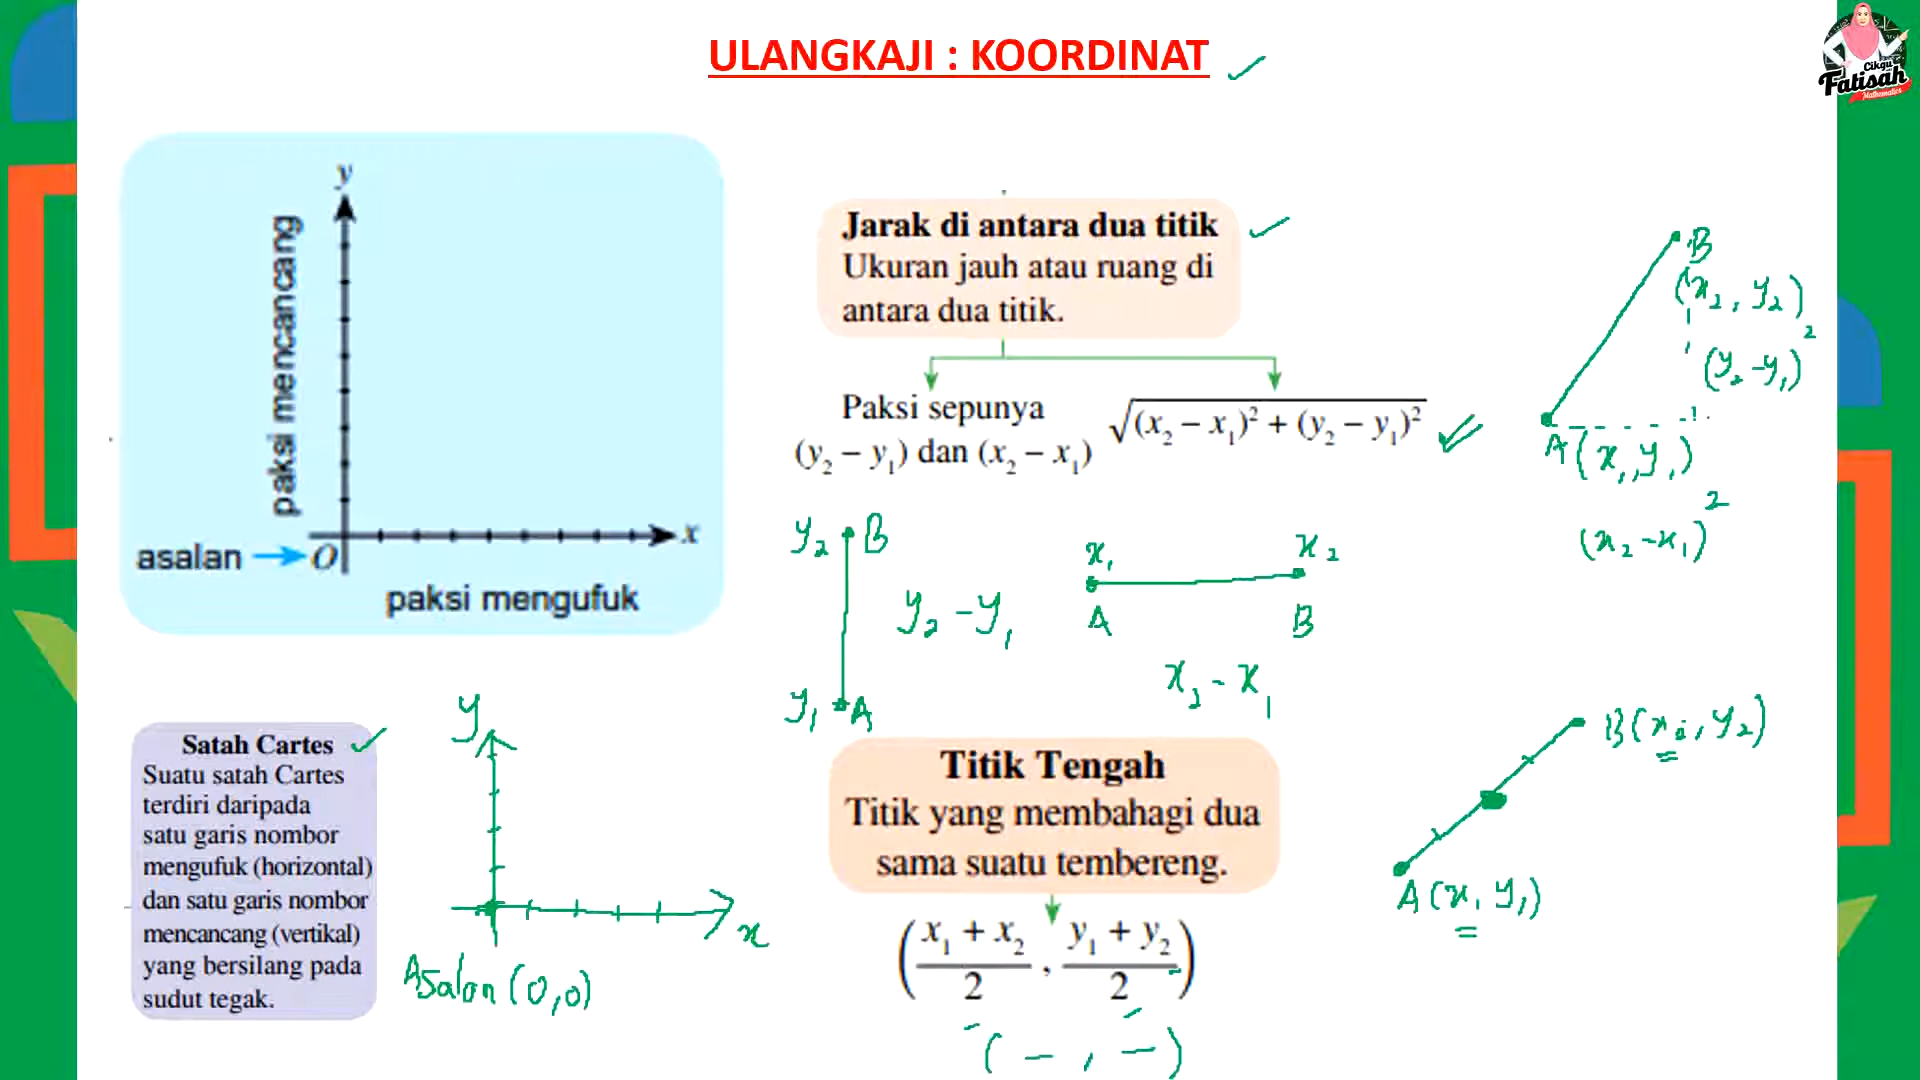 ULANGKAJI : KOORDINAT
Cikgu
Fatisah
Mathematics
y
paksi mencancang
x
asalan
O
paksi mengufuk
Jarak di antara dua titik
Ukuran jauh atau ruang di
antara dua titik.
Paksi sepunya
(y₂ − y₁) dan (x₂ − x₁)
√(x₂ − x₁)² + (y₂ − y₁)²
B
(x₂, y₂)
(y₂ − y₁)²
A(x₁, y₁)
(x₂ − x₁)²
y₂ B
y₂ − y₁
y₁ A
x₁ x₂
A B
x₂ − x₁
Satah Cartes
Suatu satah Cartes
terdiri daripada
satu garis nombor
mengufuk (horizontal)
dan satu garis nombor
mencancang (vertikal)
yang bersilang pada
sudut tegak.
y
x
Asalan (0,0)
Titik Tengah
Titik yang membahagi dua
sama suatu tembereng.
(x₁ + x₂ / 2 , y₁ + y₂ / 2)
( − , − )
B(x₂, y₂)
A(x₁ y₁)